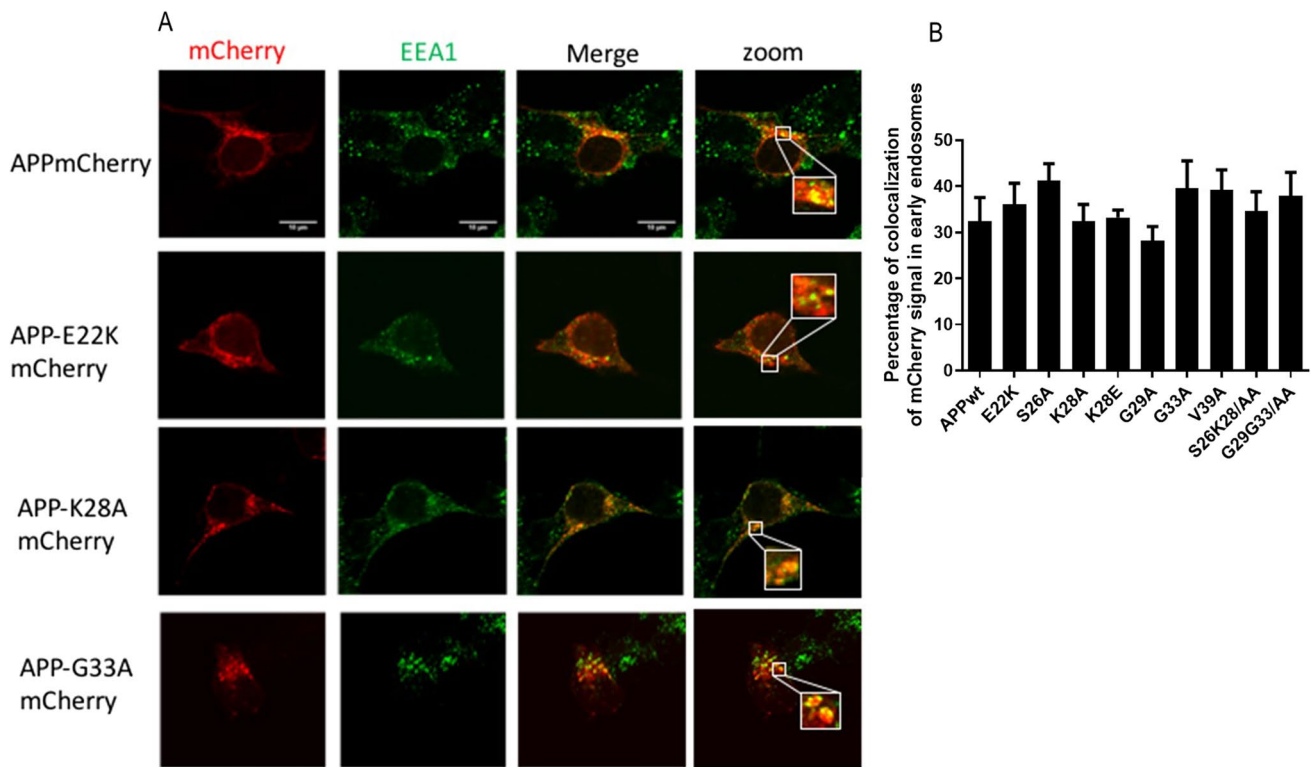 A
mCherry
EEA1
Merge
zoom
APPmCherry
10 μm
10 μm
APP-E22K
mCherry
APP-K28A
mCherry
APP-G33A
mCherry
B
Percentage of colocalization
of mCherry signal in early endosomes
50
40
30
20
10
0
APPwt
E22K
S26A
K28A
K28E
G29A
G33A
V39A
S26K28/AA
G29G33/AA